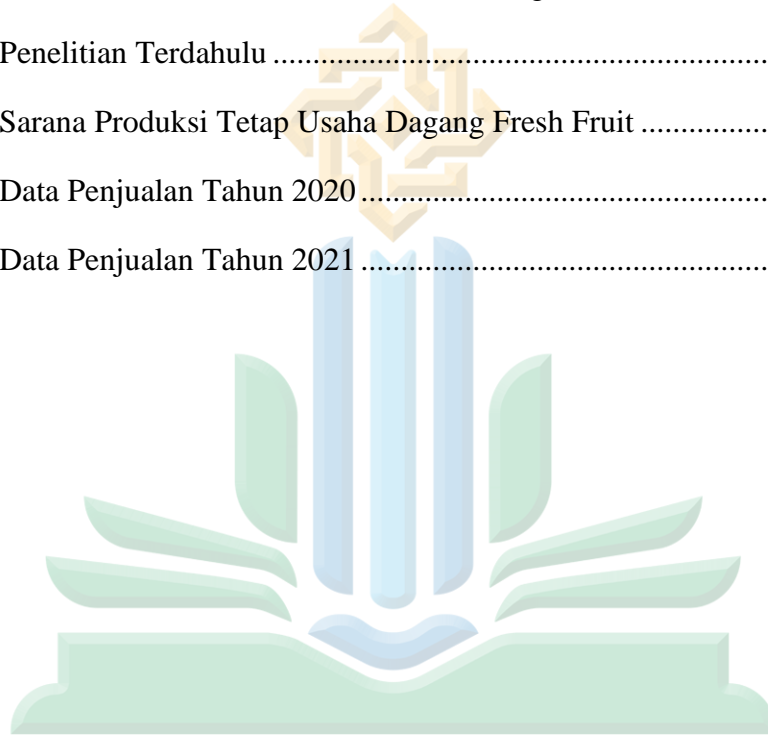 Penelitian Terdahulu ......................................................................
Sarana Produksi Tetap Usaha Dagang Fresh Fruit ................
Data Penjualan Tahun 2020 ...................................................
Data Penjualan Tahun 2021 ...................................................